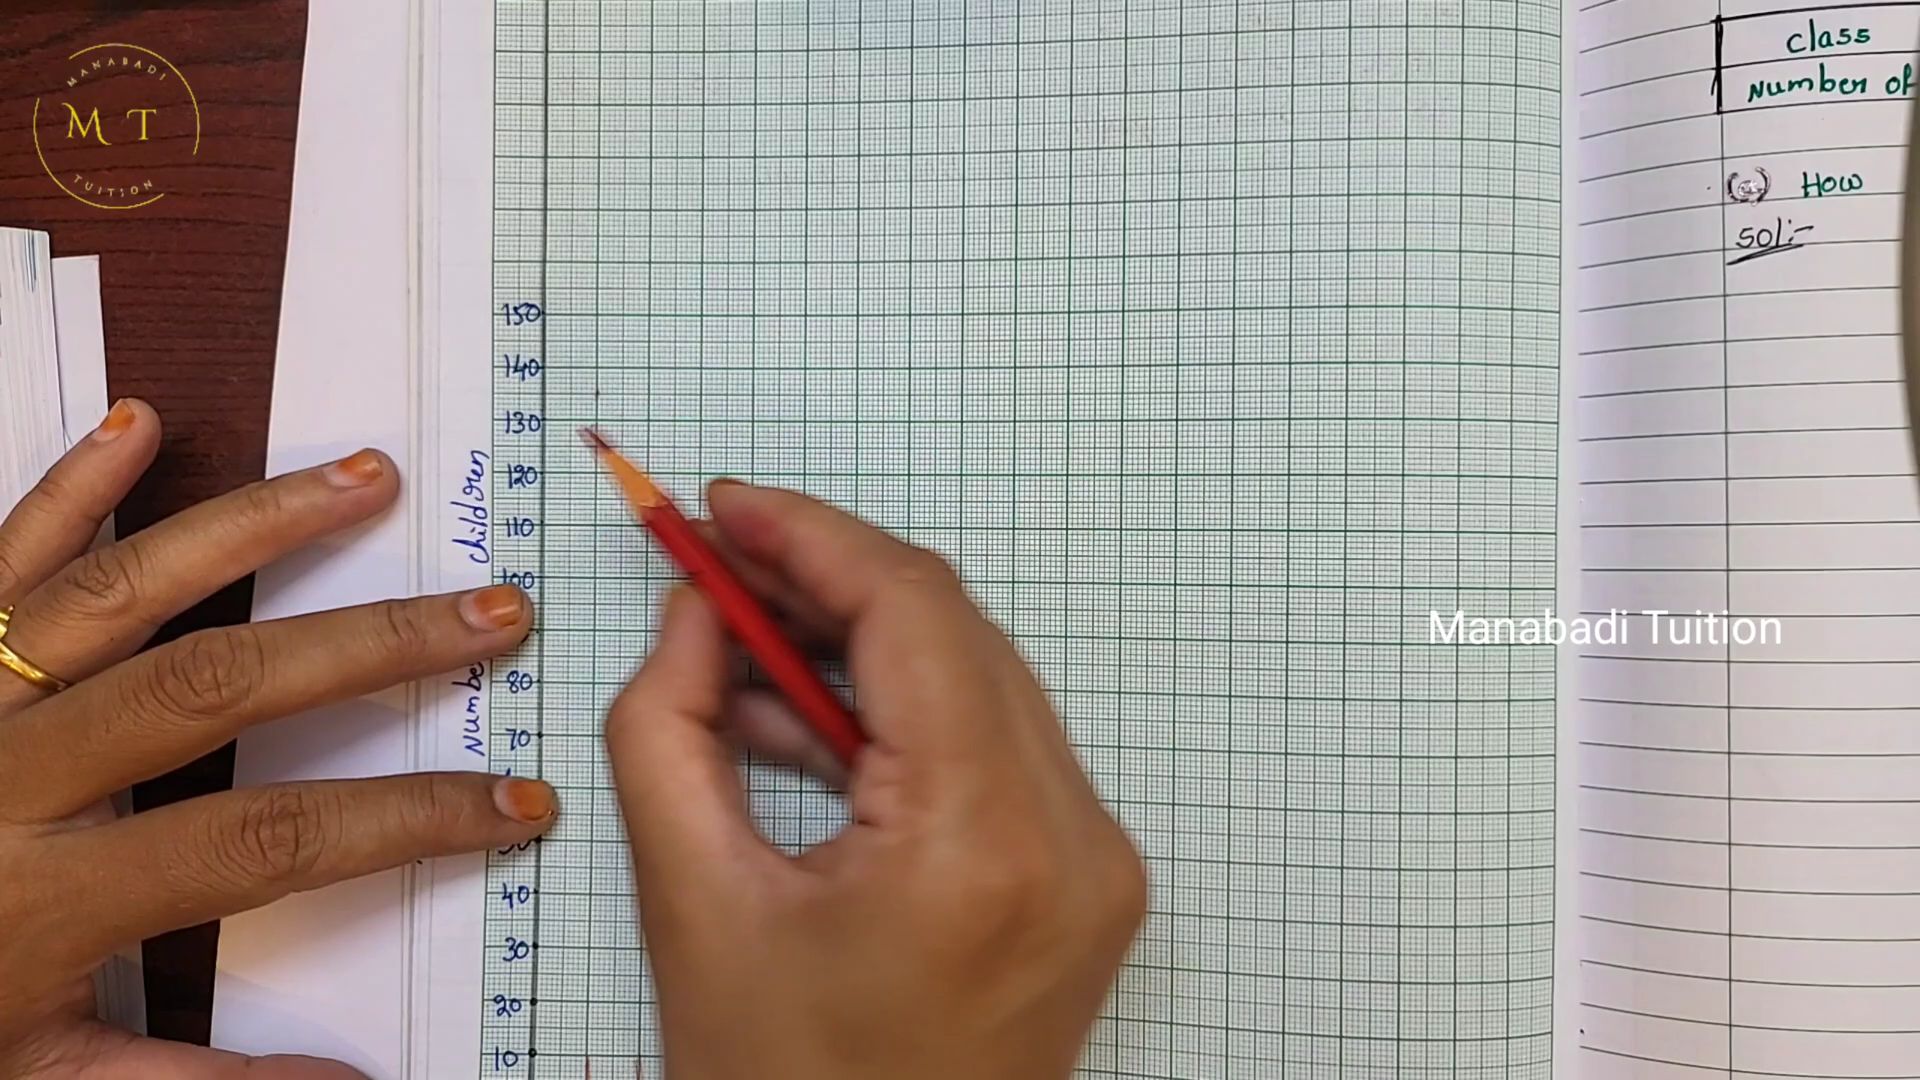 MANABADI
M T
TUITION
150
140
130
120
110
100
80
70
40
30
20
10
children
class
Number of
(a) How
Sol:-
Manabadi Tuition